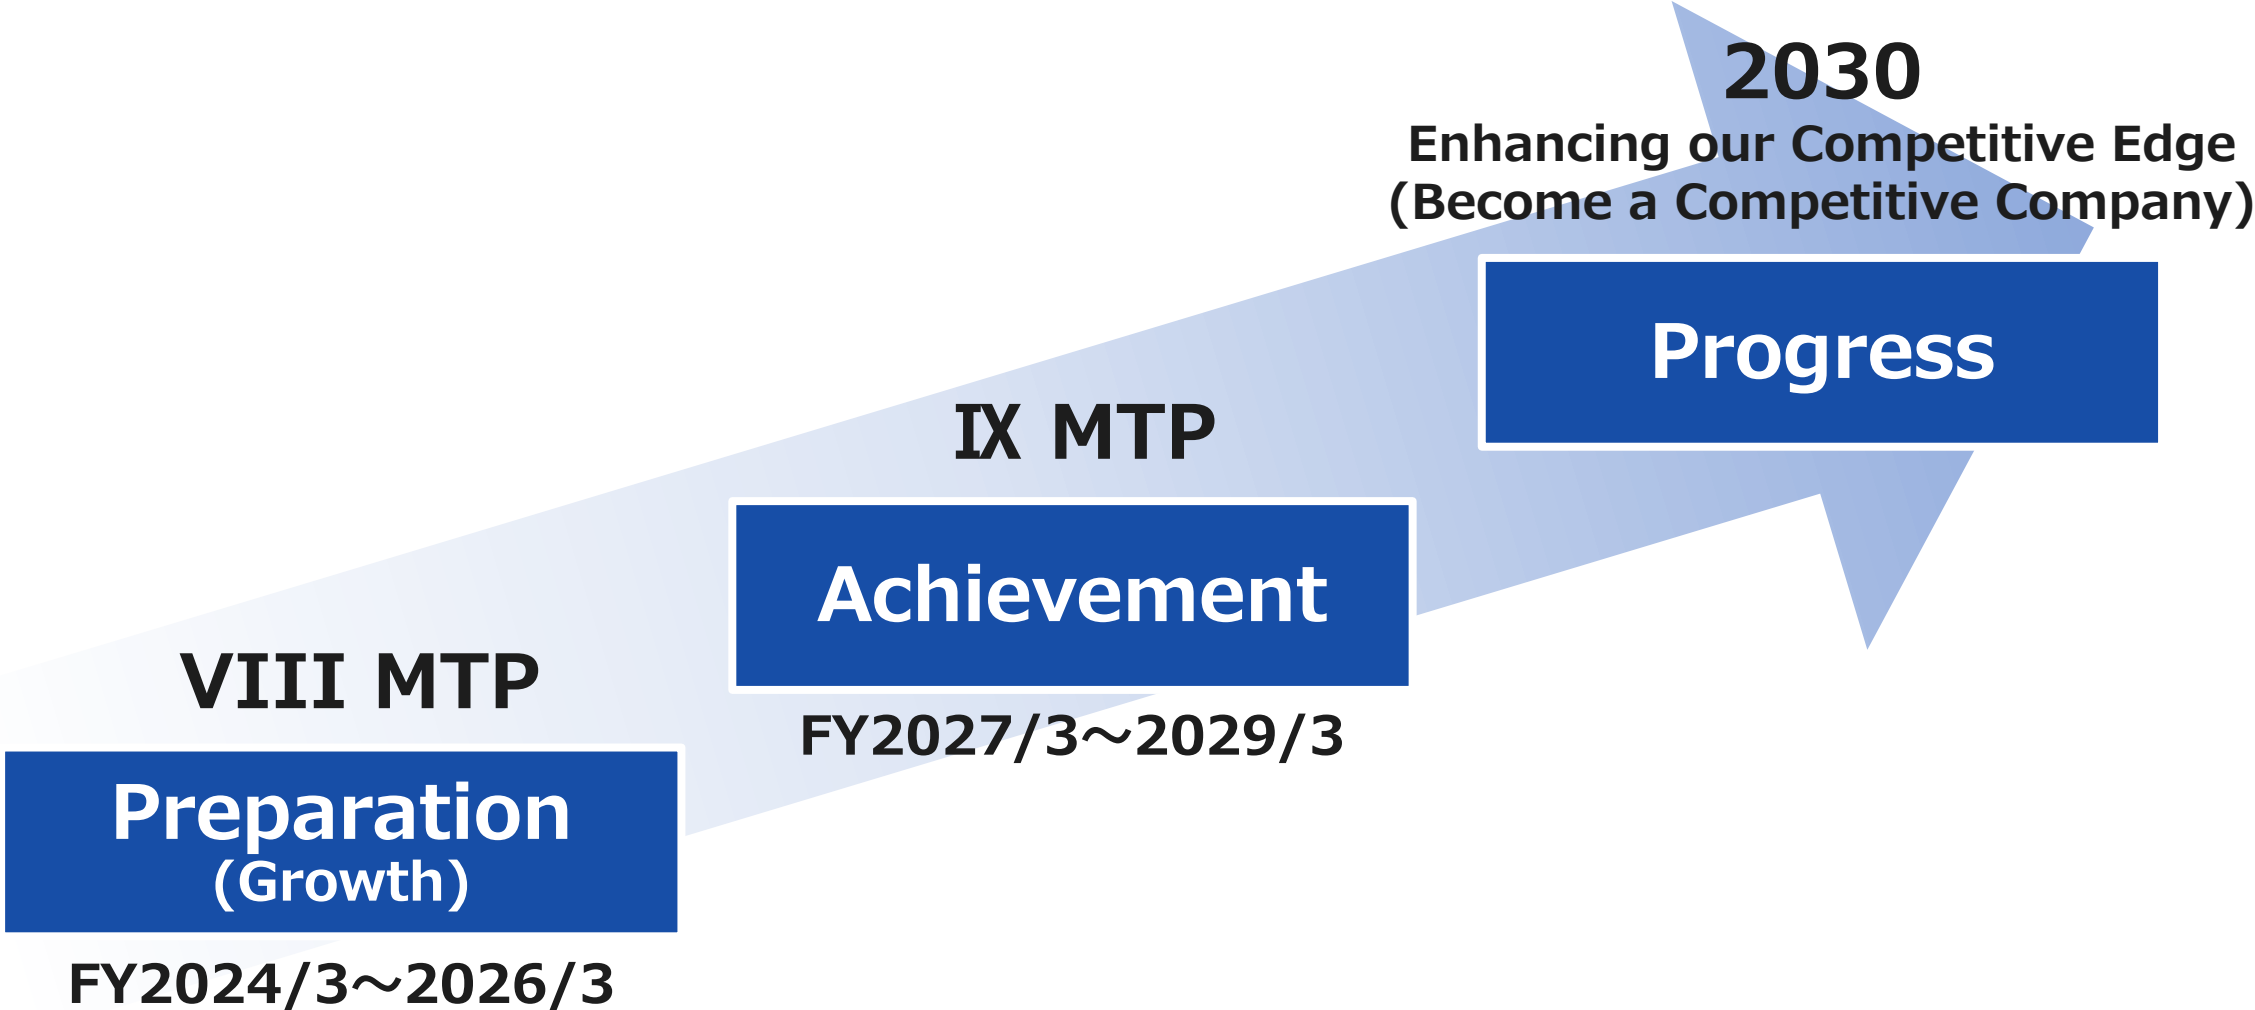 2030
Enhancing our Competitive Edge
(Become a Competitive Company)
Progress
Ⅸ MTP
Achievement
FY2027/3～2029/3
VIII MTP
Preparation
(Growth)
FY2024/3～2026/3